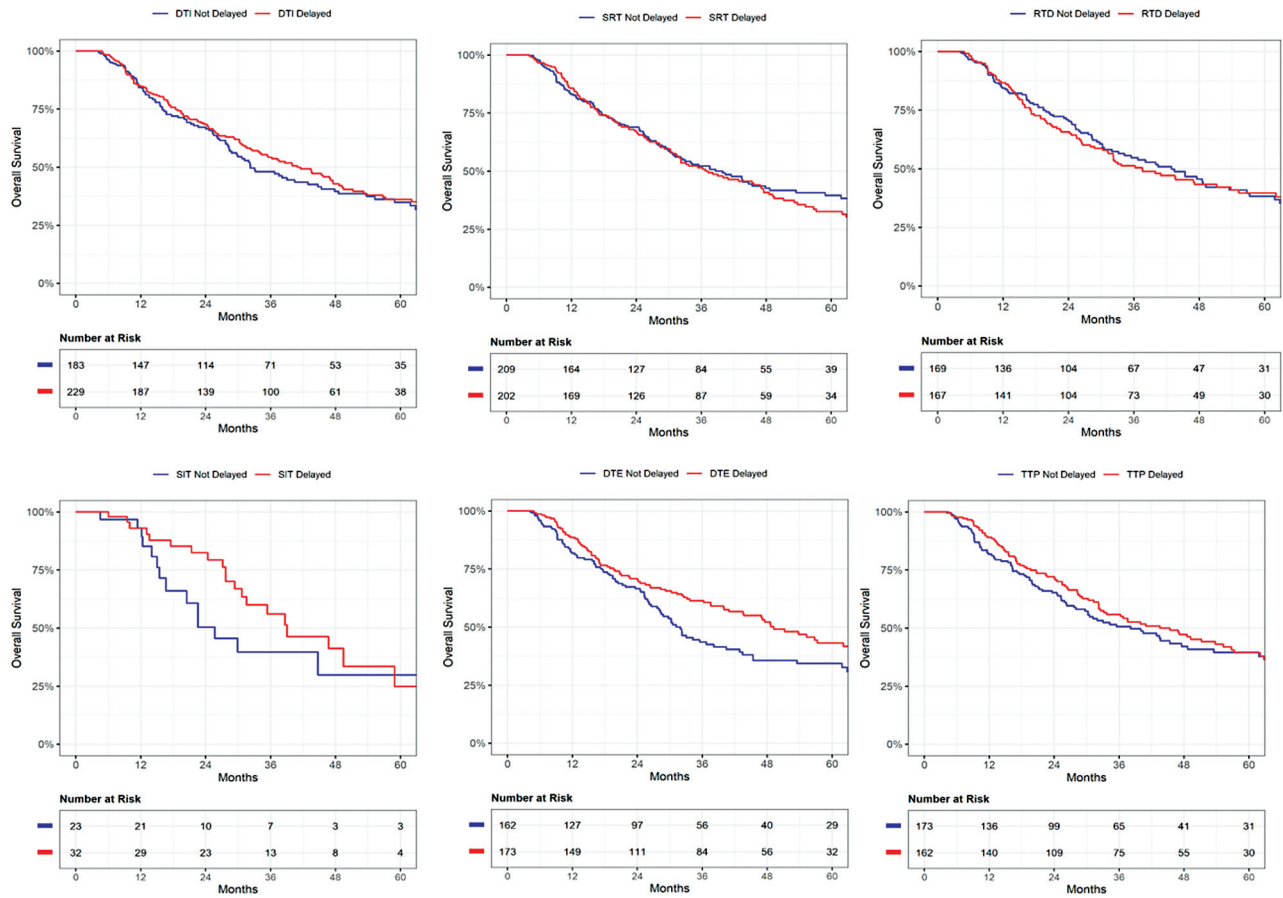 DTI Not Delayed DTI Delayed
100%
75%
50%
25%
0%
Overall Survival
0 12 24 36 48 60
Months
Number at Risk
183 147 114 71 53 35
229 187 139 100 61 38
0 12 24 36 48 60
Months
SRT Not Delayed SRT Delayed
100%
75%
50%
25%
0%
Overall Survival
0 12 24 36 48 60
Months
Number at Risk
209 164 127 84 55 39
202 169 126 87 59 34
0 12 24 36 48 60
Months
RTD Not Delayed RTD Delayed
100%
75%
50%
25%
0%
Overall Survival
0 12 24 36 48 60
Months
Number at Risk
169 136 104 67 47 31
167 141 104 73 49 30
0 12 24 36 48 60
Months
SIT Not Delayed SIT Delayed
100%
75%
50%
25%
0%
Overall Survival
0 12 24 36 48 60
Months
Number at Risk
23 21 10 7 3 3
32 29 23 13 8 4
0 12 24 36 48 60
Months
DTE Not Delayed DTE Delayed
100%
75%
50%
25%
0%
Overall Survival
0 12 24 36 48 60
Months
Number at Risk
162 127 97 56 40 29
173 149 111 84 56 32
0 12 24 36 48 60
Months
TTP Not Delayed TTP Delayed
100%
75%
50%
25%
0%
Overall Survival
0 12 24 36 48 60
Months
Number at Risk
173 136 99 65 41 31
162 140 109 75 55 30
0 12 24 36 48 60
Months